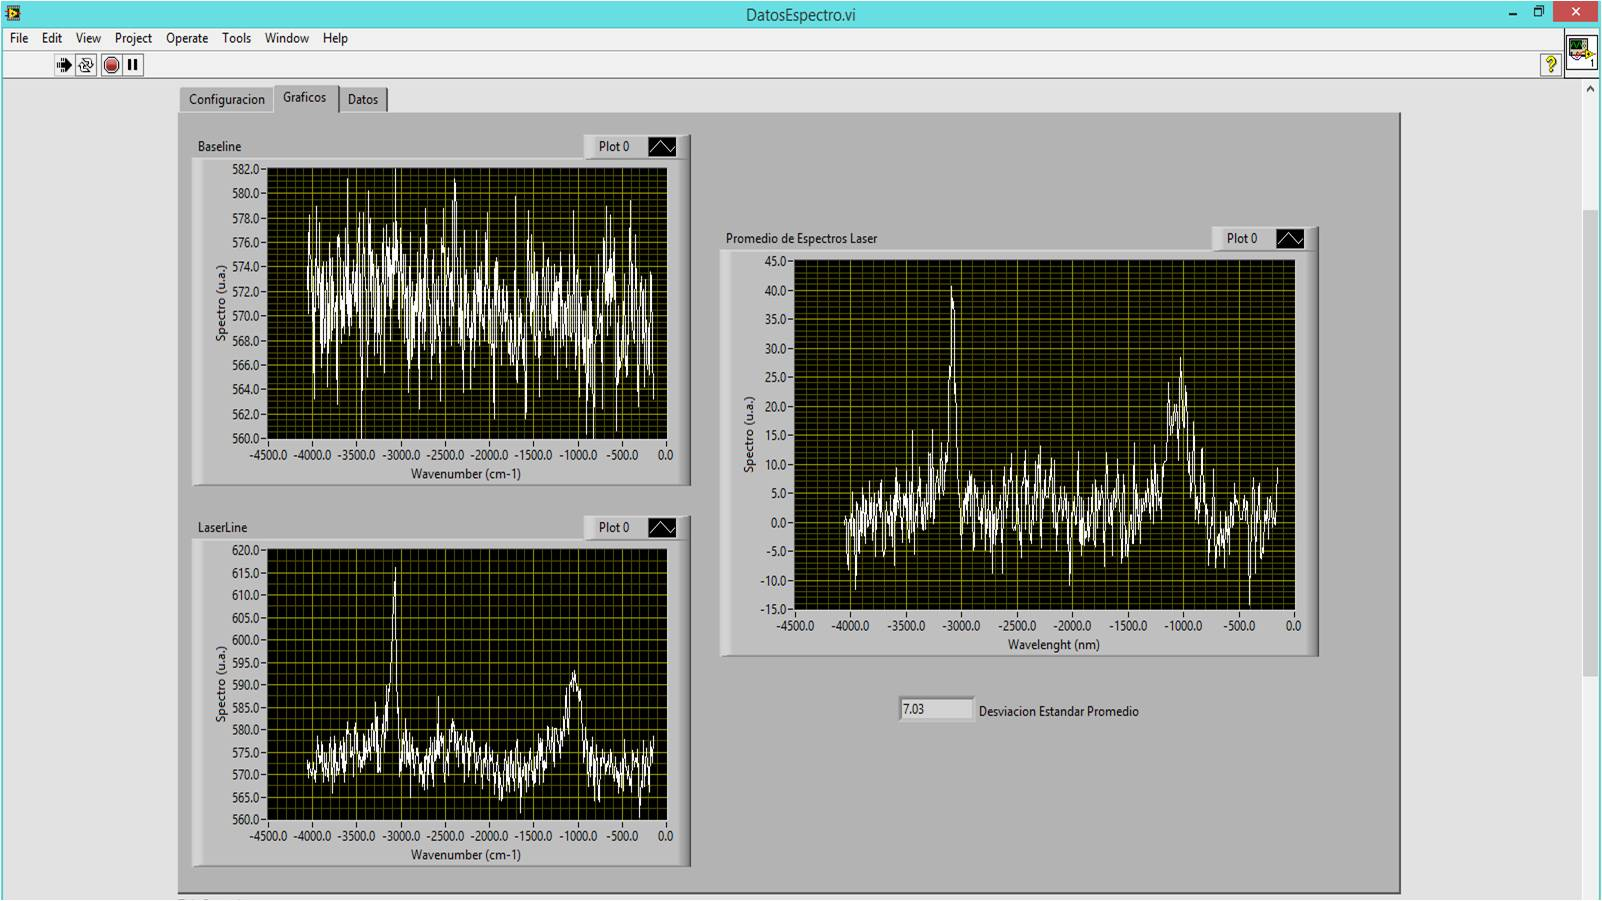 DatosEspectro.vi
File Edit View Project Operate Tools Window Help
1
Configuracion Graficos Datos
Baseline
Plot 0
582.0
580.0
578.0
576.0
574.0
572.0
570.0
568.0
566.0
564.0
562.0
560.0
Spectro (u.a.)
-4500.0 -4000.0 -3500.0 -3000.0 -2500.0 -2000.0 -1500.0 -1000.0 -500.0 0.0
Wavenumber (cm-1)
LaserLine
Plot 0
620.0
615.0
610.0
605.0
600.0
595.0
590.0
585.0
580.0
575.0
570.0
565.0
560.0
Spectro (u.a.)
-4500.0 -4000.0 -3500.0 -3000.0 -2500.0 -2000.0 -1500.0 -1000.0 -500.0 0.0
Wavenumber (cm-1)
Promedio de Espectros Laser
Plot 0
45.0
40.0
35.0
30.0
25.0
20.0
15.0
10.0
5.0
0.0
-5.0
-10.0
-15.0
Spectro (u.a.)
-4500.0 -4000.0 -3500.0 -3000.0 -2500.0 -2000.0 -1500.0 -1000.0 -500.0 0.0
Wavelenght (nm)
7.03 Desviacion Estandar Promedio